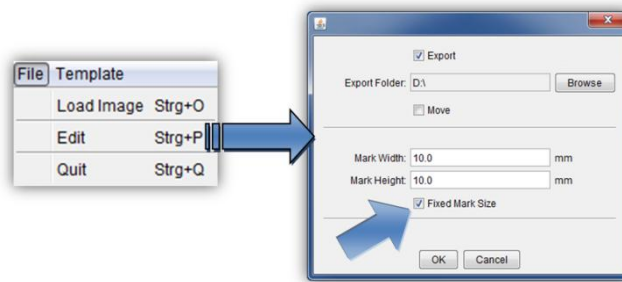 File Template
Load Image Strg+O
Edit Strg+P
Quit Strg+Q
Export
Export Folder: D:\ Browse
Move
Mark Width: 10.0 mm
Mark Height: 10.0 mm
Fixed Mark Size
OK Cancel